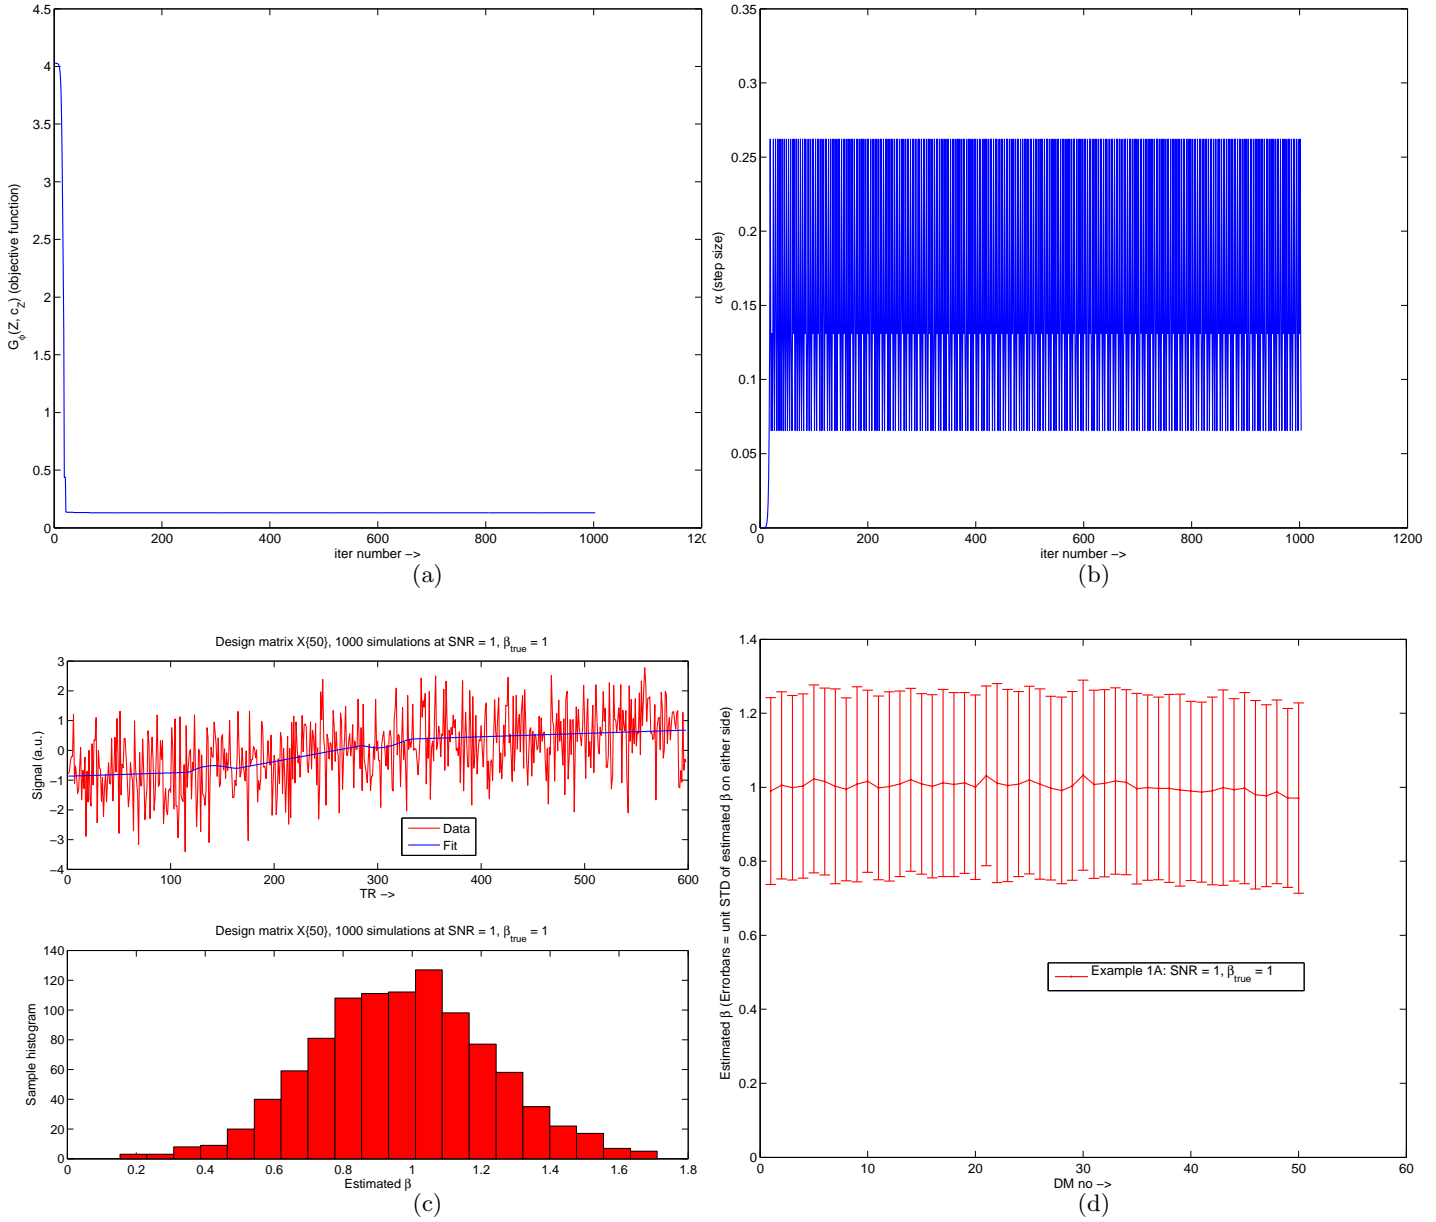 4.5
4
3.5
3
2.5
2
1.5
1
0.5
0
G_ϕ(Z, c_Z) (objective function)
0 200 400 600 800 1000 120
iter number −>
(a)
0.35
0.3
0.25
0.2
0.15
0.1
0.05
0
α (step size)
0 200 400 600 800 1000 1200
iter number −>
(b)
Design matrix X{50}, 1000 simulations at SNR = 1, β_true = 1
3
2
1
0
−1
−2
−3
−4
Signal (a.u.)
Data
Fit
0 100 200 300 400 500 600
TR −>
Design matrix X{50}, 1000 simulations at SNR = 1, β_true = 1
140
120
100
80
60
40
20
0
Sample histogram
0 0.2 0.4 0.6 0.8 1 1.2 1.4 1.6 1.8
Estimated β
(c)
1.4
1.2
1
0.8
0.6
0.4
0.2
0
Estimated β (Errorbars = unit STD of estimated β on either side)
Example 1A: SNR = 1, β_true = 1
0 10 20 30 40 50 60
DM no −>
(d)